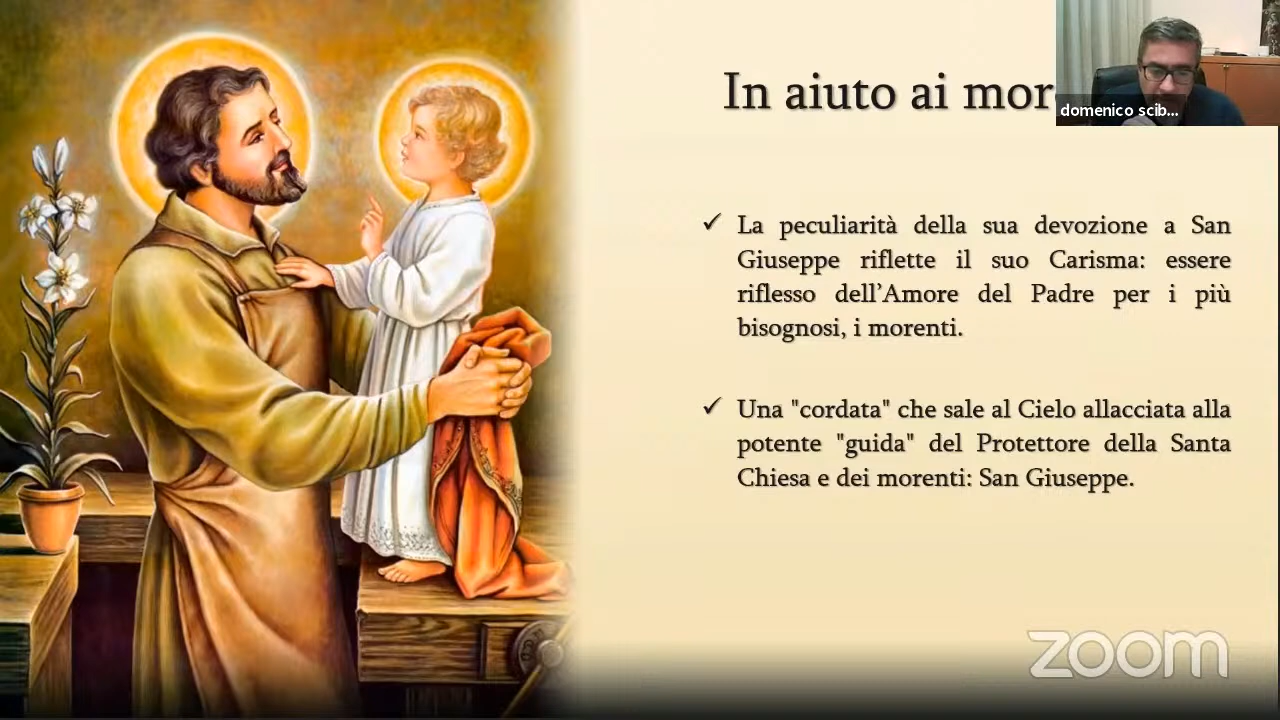 In aiuto ai mor
domenico scib...
✓ La peculiarità della sua devozione a San
Giuseppe riflette il suo Carisma: essere
riflesso dell’Amore del Padre per i più
bisognosi, i morenti.
✓ Una "cordata" che sale al Cielo allacciata alla
potente "guida" del Protettore della Santa
Chiesa e dei morenti: San Giuseppe.
zoom